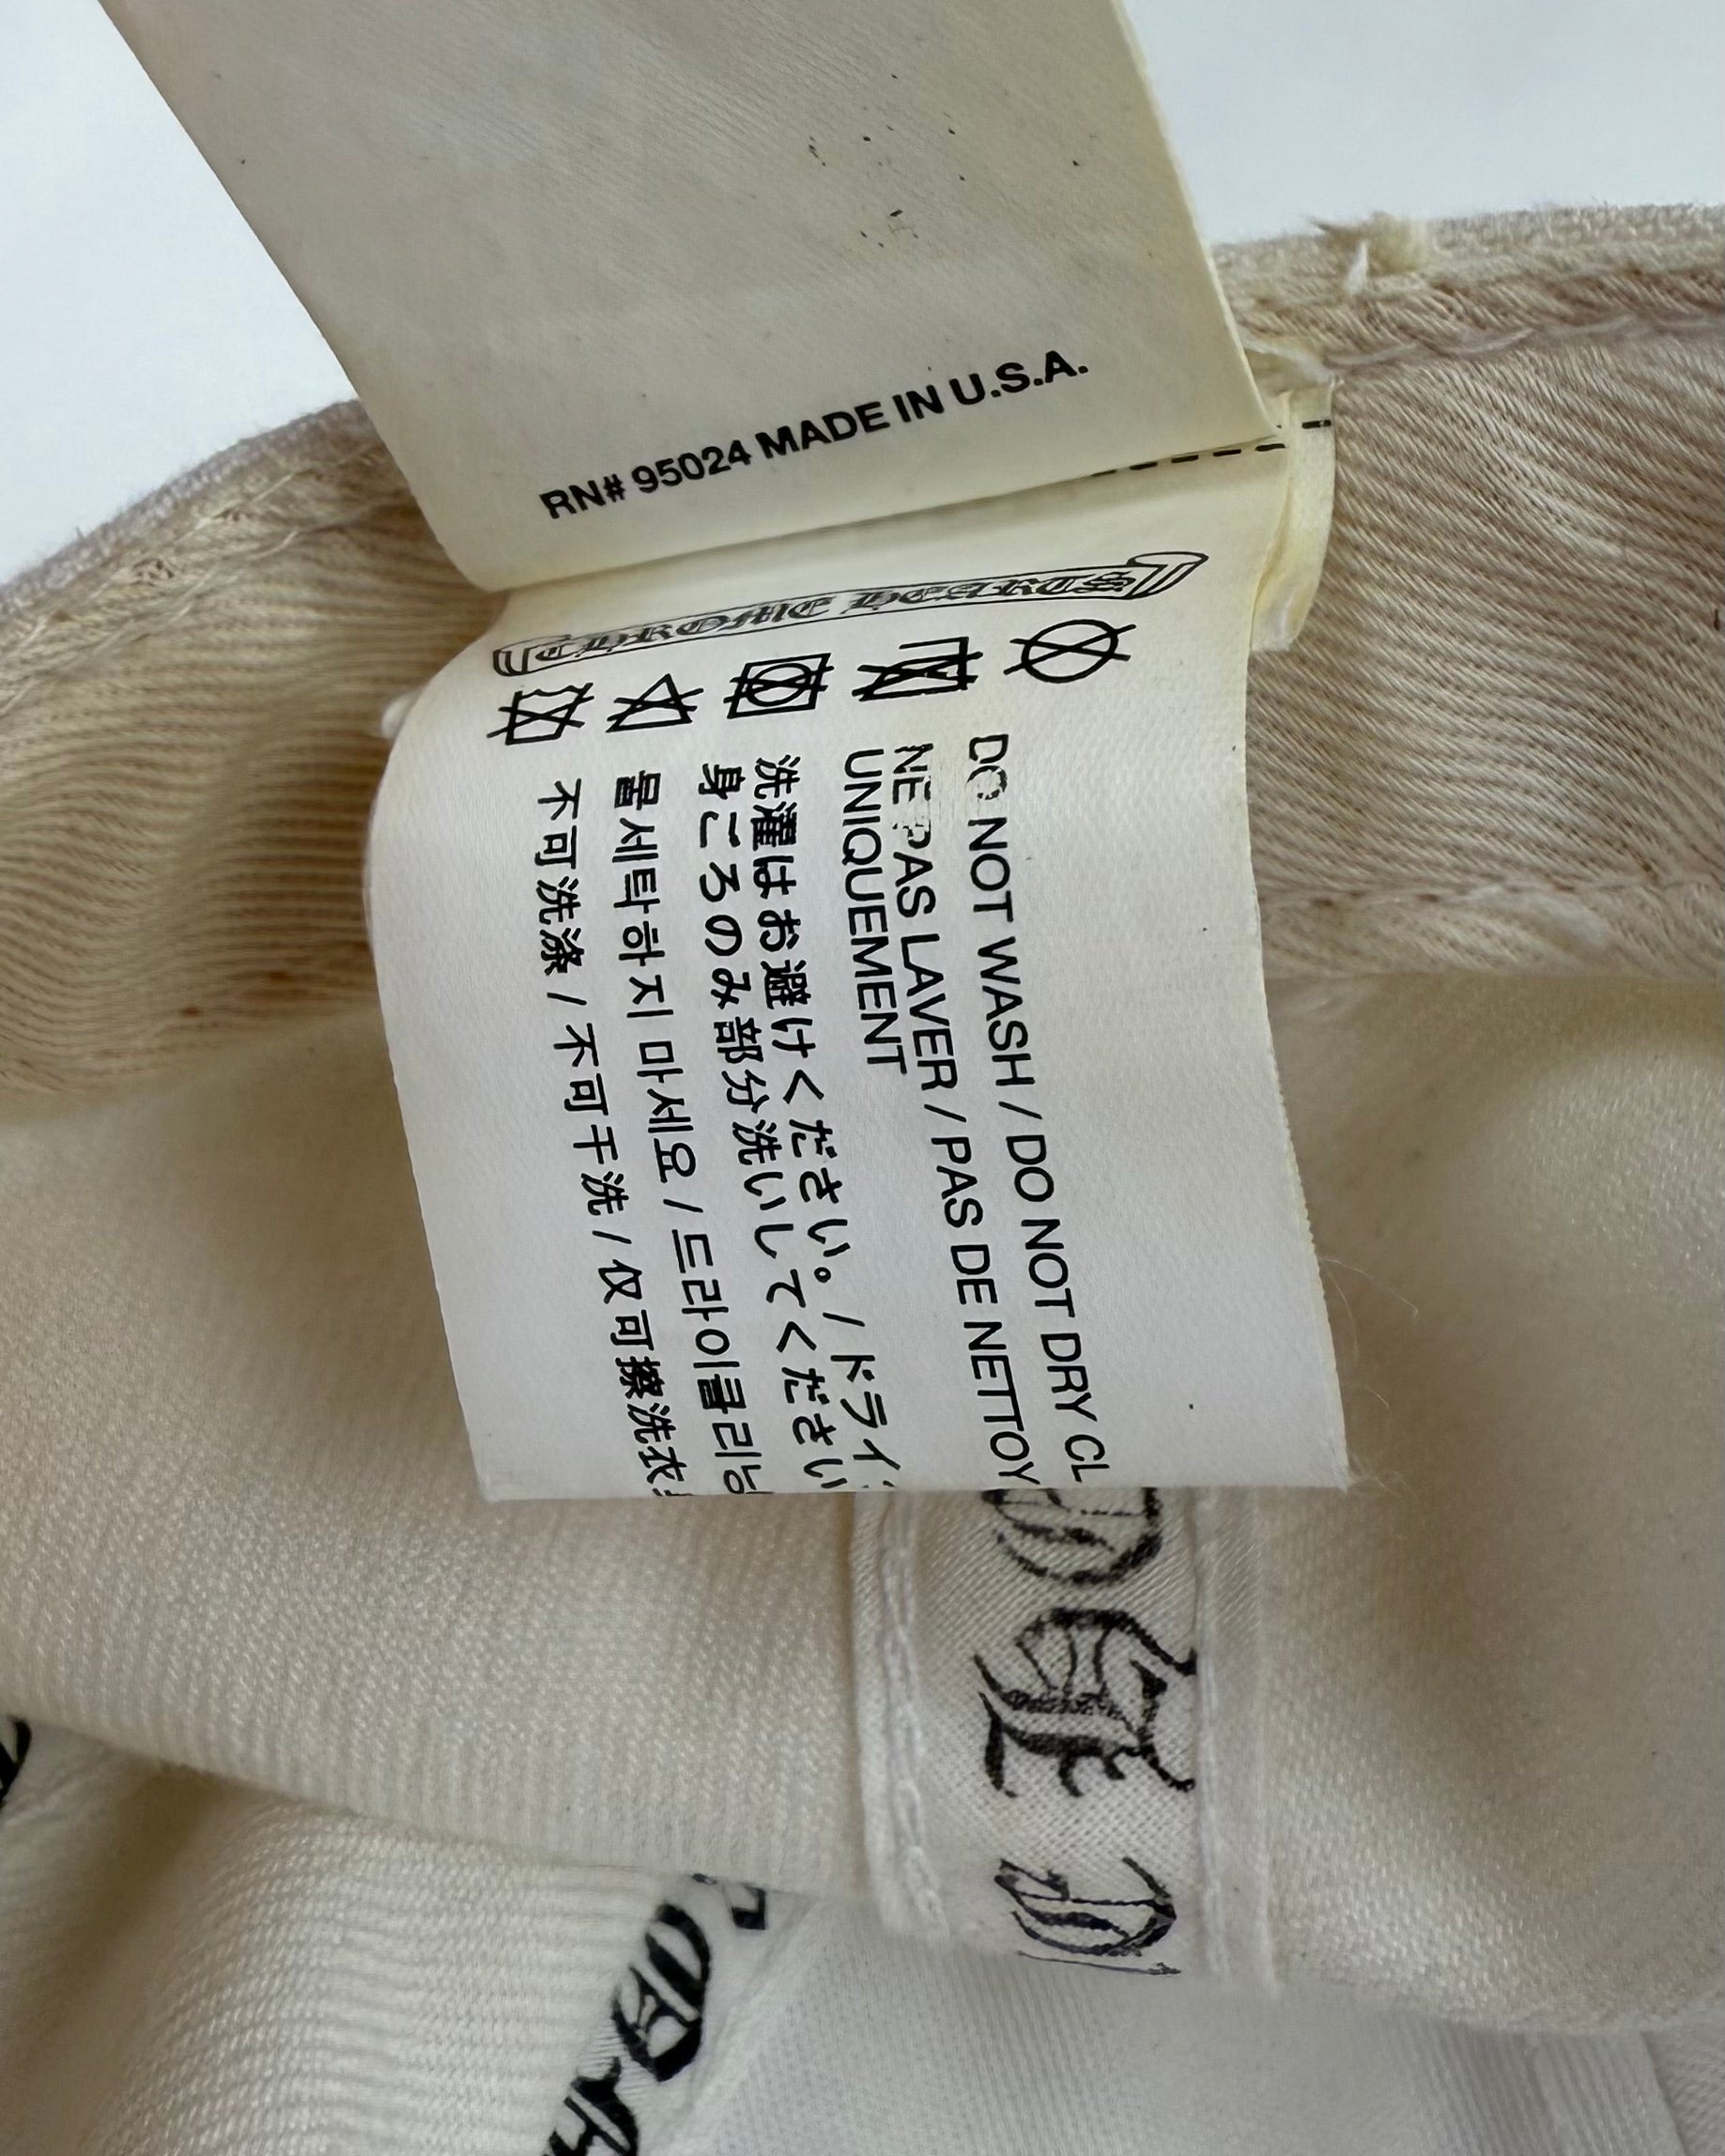 RN# 95024 MADE IN U.S.A.
CHROME HEARTS
DO NOT WASH / DO NOT DRY CL
NE PAS LAVER / PAS DE NETTOY
UNIQUEMENT
洗濯はお避けください。/ ドライ
身ごろのみ部分洗いしてください
물세탁하지 마세요 / 드라이클리닝
不可洗涤 / 不可干洗 / 仅可擦洗衣